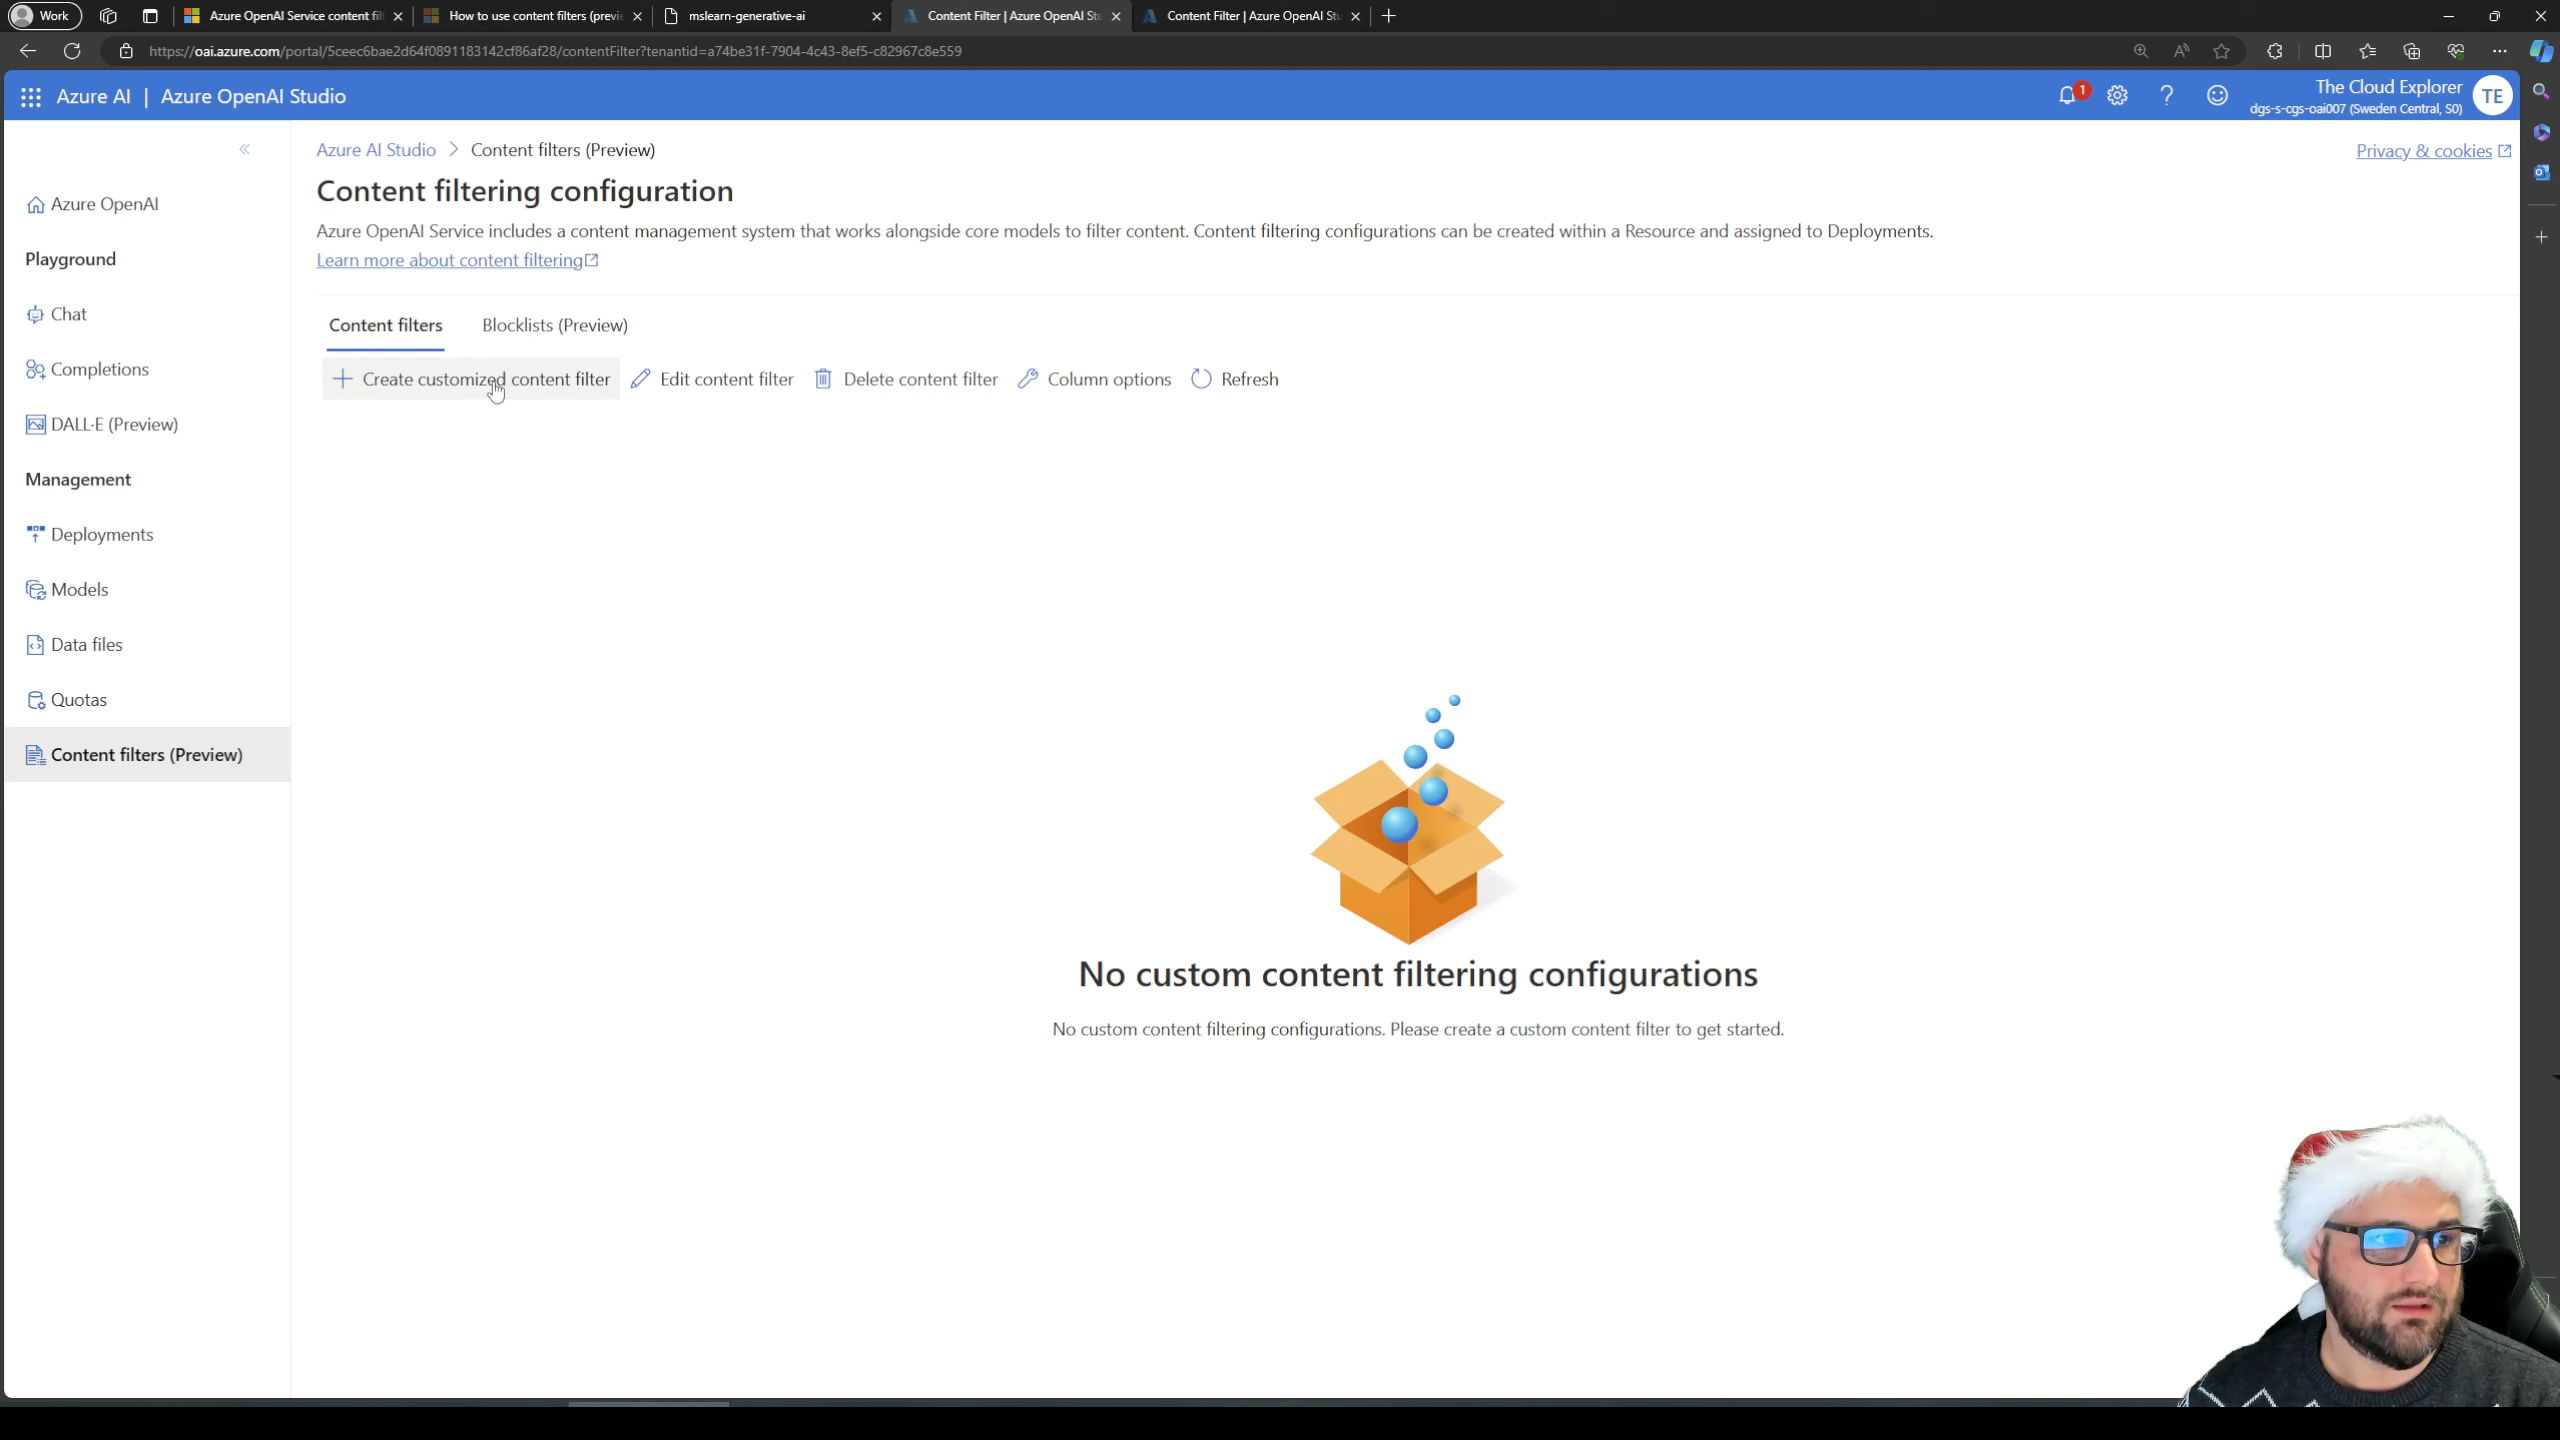 Work
Azure OpenAI Service content fil
How to use content filters (previe
mslearn-generative-ai
Content Filter | Azure OpenAI Stu
Content Filter | Azure OpenAI Stu
https://oai.azure.com/portal/5ceec6bae2d64f0891183142cf86af28/contentFilter?tenantid=a74be31f-7904-4c43-8ef5-c82967c8e559
Azure AI | Azure OpenAI Studio
1
The Cloud Explorer
dgs-s-cgs-oai007 (Sweden Central, S0)
TE
Azure AI Studio > Content filters (Preview)
Privacy & cookies
Content filtering configuration
Azure OpenAI Service includes a content management system that works alongside core models to filter content. Content filtering configurations can be created within a Resource and assigned to Deployments.
Learn more about content filtering
Azure OpenAI
Playground
Chat
Completions
DALL·E (Preview)
Management
Deployments
Models
Data files
Quotas
Content filters (Preview)
Content filters
Blocklists (Preview)
Create customized content filter
Edit content filter
Delete content filter
Column options
Refresh
No custom content filtering configurations
No custom content filtering configurations. Please create a custom content filter to get started.